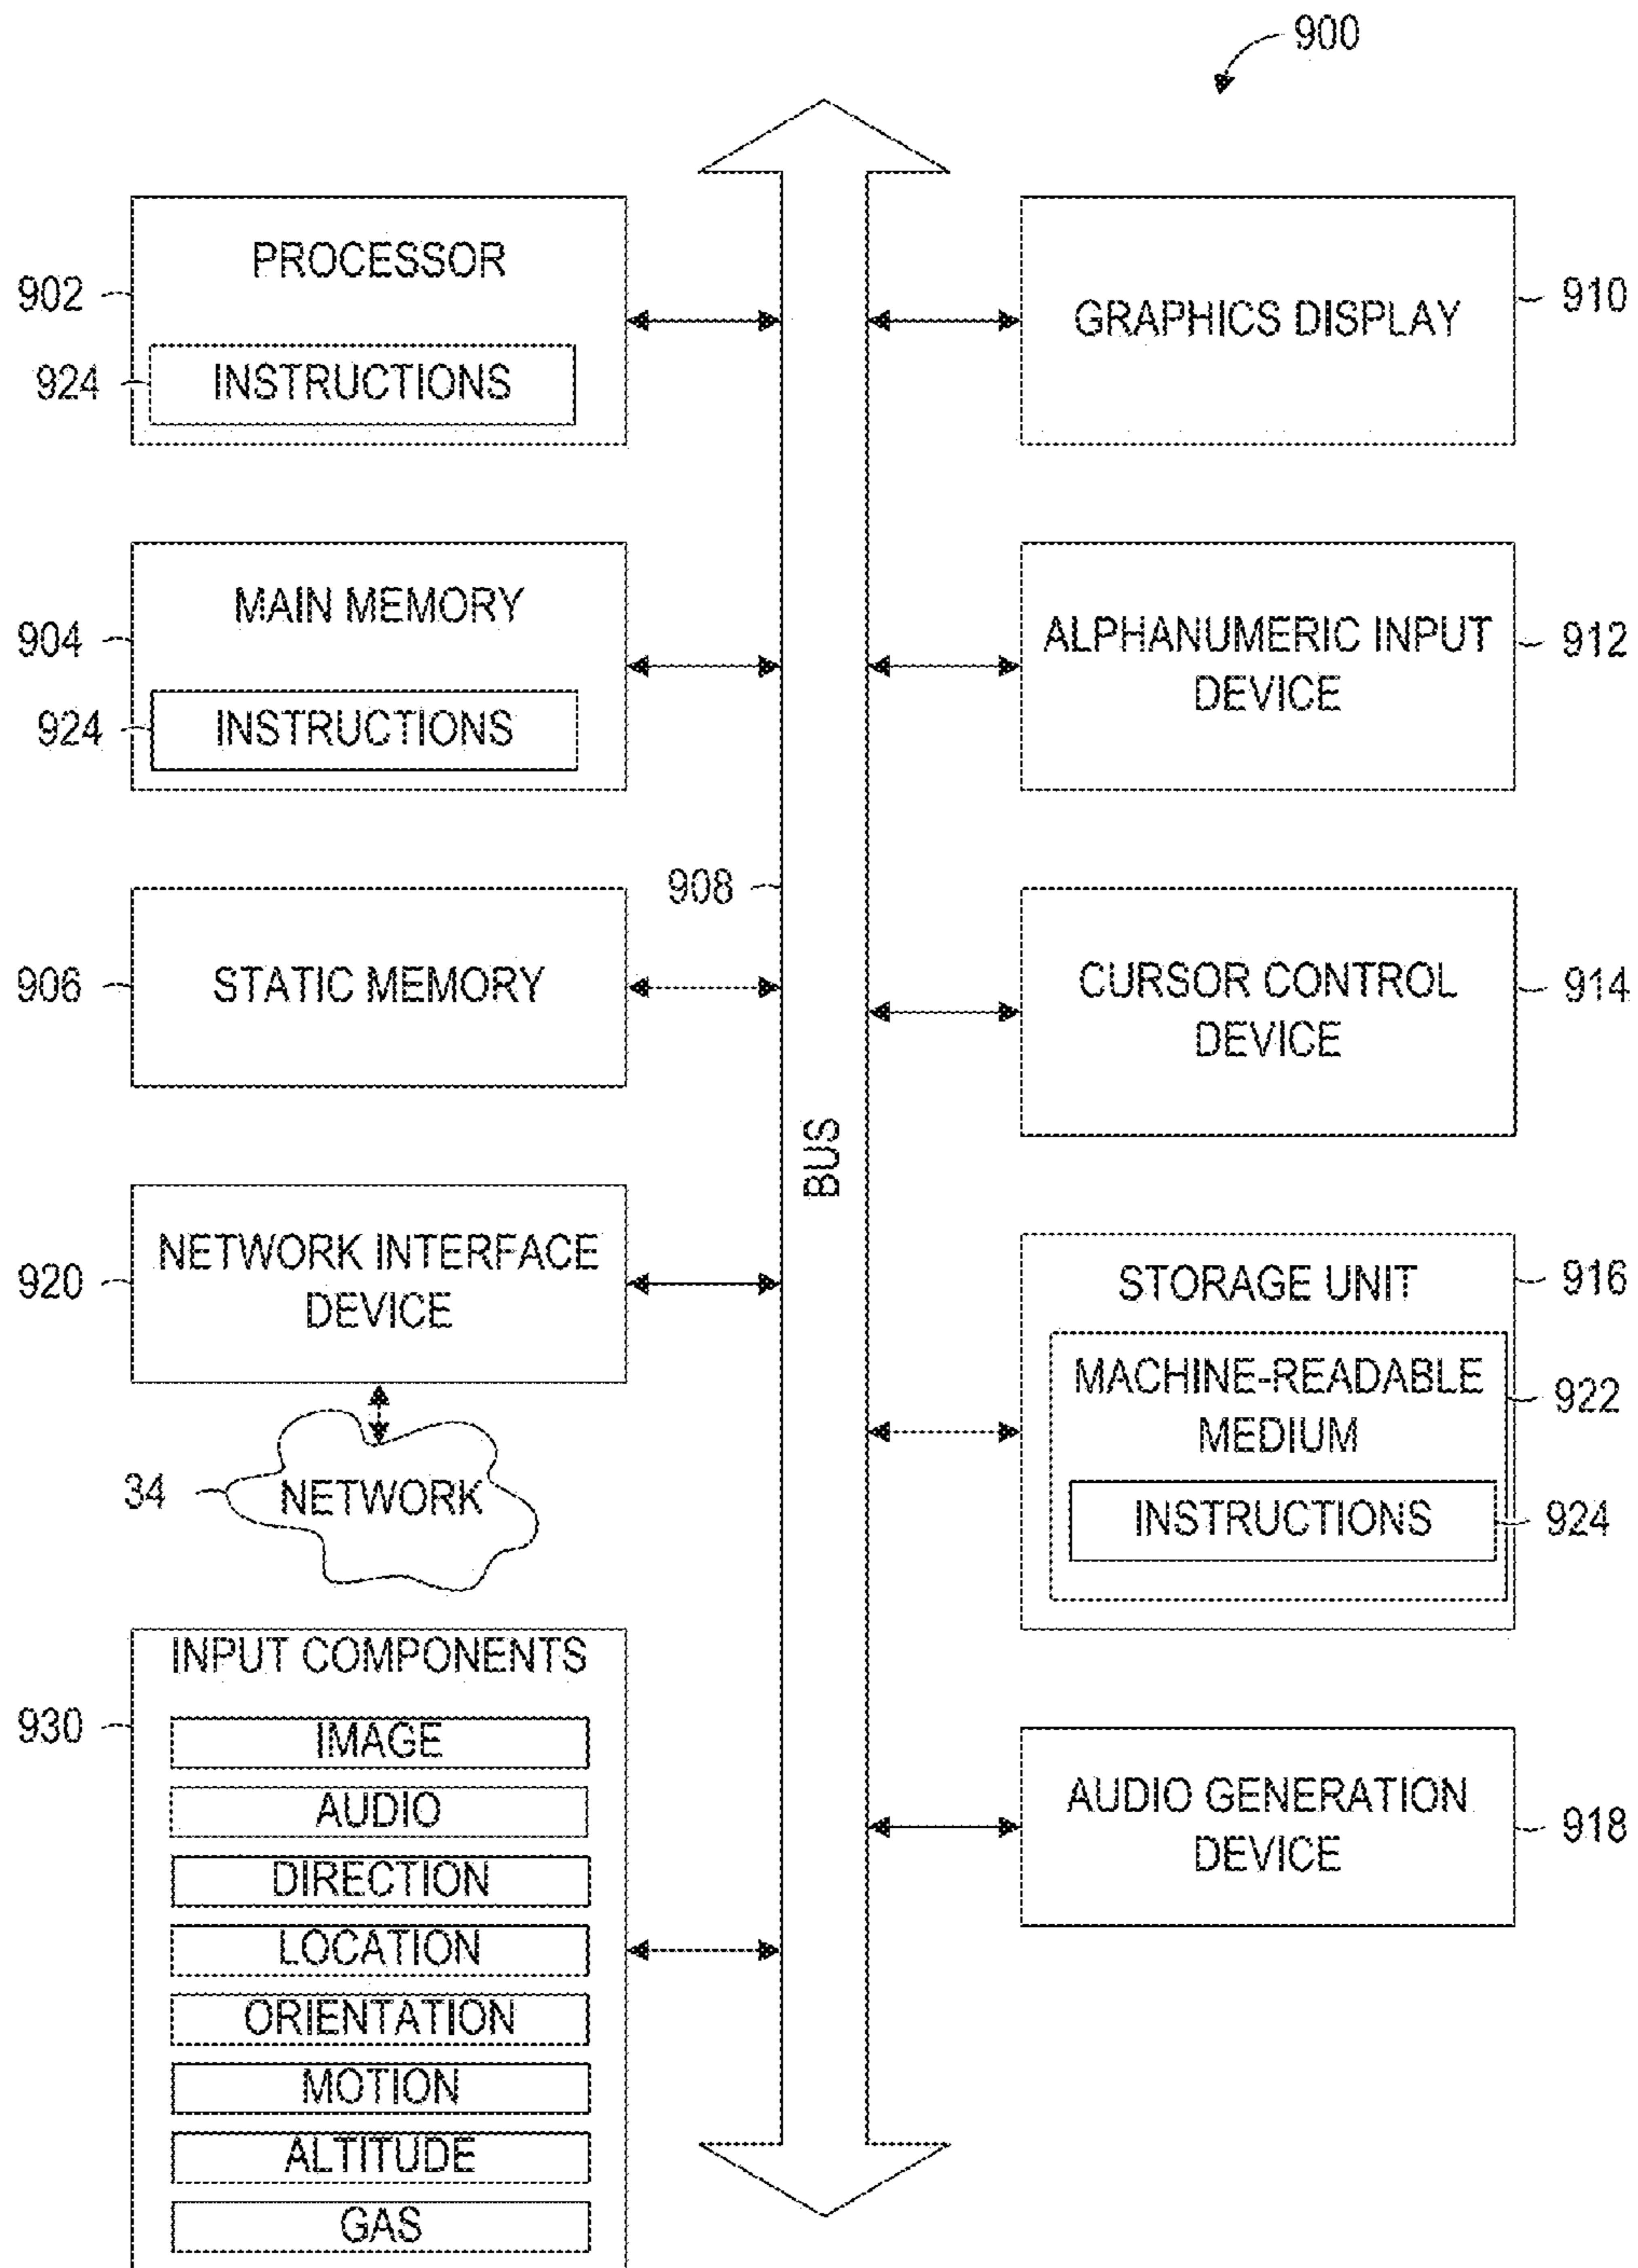 900
PROCESSOR
902
924
INSTRUCTIONS
MAIN MEMORY
904
924
INSTRUCTIONS
906
STATIC MEMORY
NETWORK INTERFACE
DEVICE
920
34
NETWORK
INPUT COMPONENTS
930
IMAGE
AUDIO
DIRECTION
LOCATION
ORIENTATION
MOTION
ALTITUDE
GAS
908
BUS
GRAPHICS DISPLAY
910
ALPHANUMERIC INPUT
DEVICE
912
CURSOR CONTROL
DEVICE
914
STORAGE UNIT
916
MACHINE-READABLE
MEDIUM
922
INSTRUCTIONS
924
AUDIO GENERATION
DEVICE
918